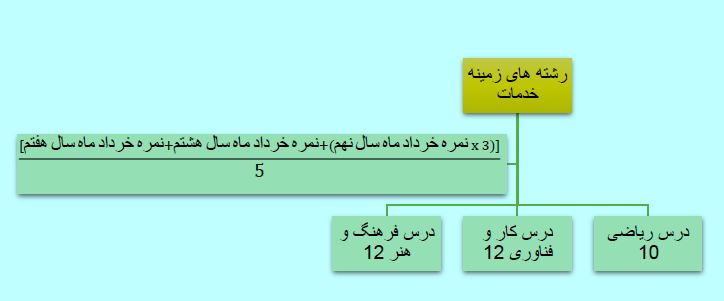 رشته های زمینه
خدمات
[(3 x نمره خرداد ماه سال نهم)+نمره خرداد ماه سال هشتم+نمره خرداد ماه سال هفتم]
5
درس ریاضی
10
درس کار و
فناوری 12
درس فرهنگ و
هنر 12